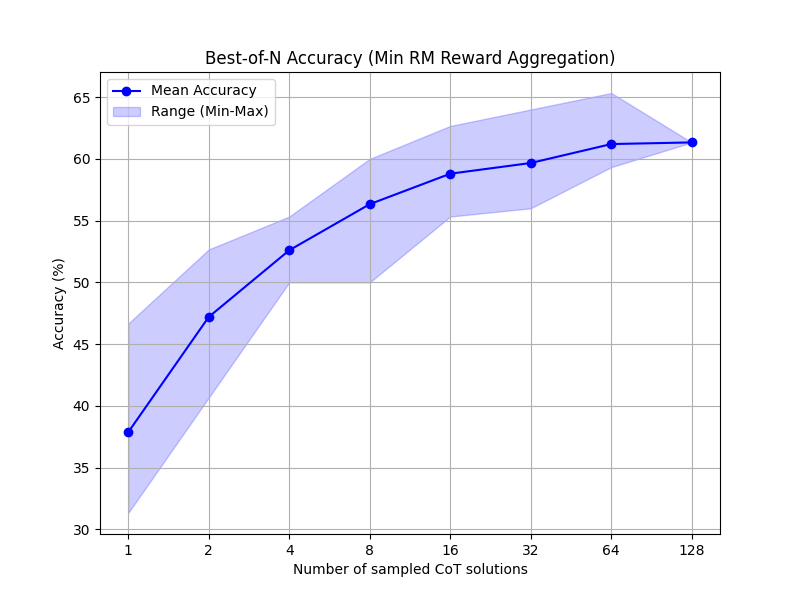 Best-of-N Accuracy (Min RM Reward Aggregation)
Mean Accuracy
Range (Min-Max)
65
60
55
50
45
40
35
30
Accuracy (%)
1 2 4 8 16 32 64 128
Number of sampled CoT solutions